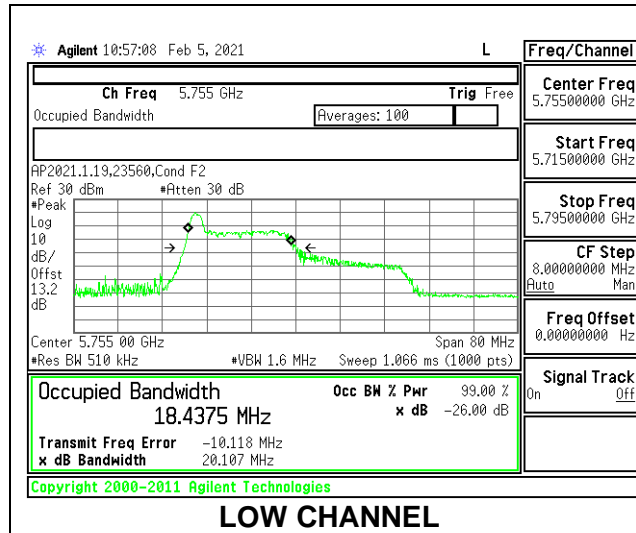 Agilent 10:57:08 Feb 5, 2021 L
Freq/Channel
Ch Freq 5.755 GHz Trig Free
Occupied Bandwidth Averages: 100
AP2021.1.19,23560,Cond F2
Ref 30 dBm #Atten 30 dB
#Peak
Log
10
dB/
Offst
13.2
dB
Center 5.755 00 GHz Span 80 MHz
#Res BW 510 kHz #VBW 1.6 MHz Sweep 1.066 ms (1000 pts)
Occupied Bandwidth Occ BW % Pwr 99.00 %
18.4375 MHz x dB -26.00 dB
Transmit Freq Error -10.118 MHz
x dB Bandwidth 20.107 MHz
Copyright 2000-2011 Agilent Technologies
Center Freq
5.75500000 GHz
Start Freq
5.71500000 GHz
Stop Freq
5.79500000 GHz
CF Step
8.00000000 MHz
Auto Man
Freq Offset
0.00000000 Hz
Signal Track
On Off
LOW CHANNEL